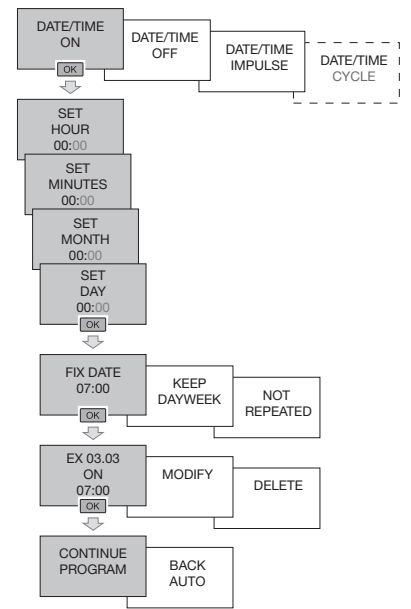 DATE/TIME
ON
OK
DATE/TIME
OFF
DATE/TIME
IMPULSE
DATE/TIME
CYCLE
SET
HOUR
00:00
SET
MINUTES
00:00
SET
MONTH
00:00
SET
DAY
00:00
OK
FIX DATE
07:00
OK
KEEP
DAYWEEK
NOT
REPEATED
EX 03.03
ON
07:00
OK
MODIFY
DELETE
CONTINUE
PROGRAM
BACK
AUTO